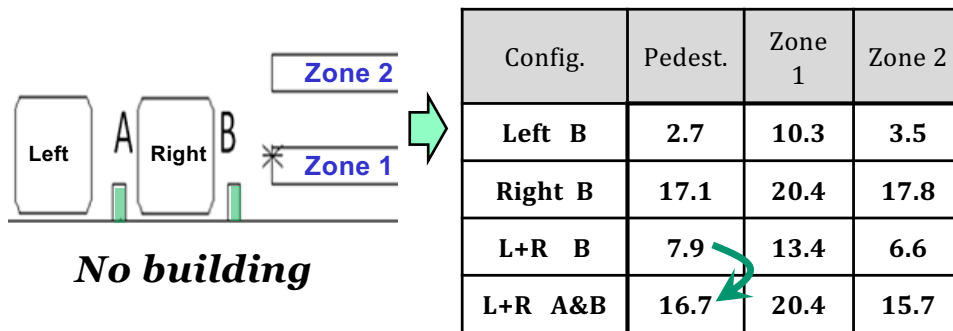 Zone 2
Left A Right B
Zone 1
No building
Config. Pedest. Zone 1 Zone 2
Left B 2.7 10.3 3.5
Right B 17.1 20.4 17.8
L+R B 7.9 13.4 6.6
L+R A&B 16.7 20.4 15.7